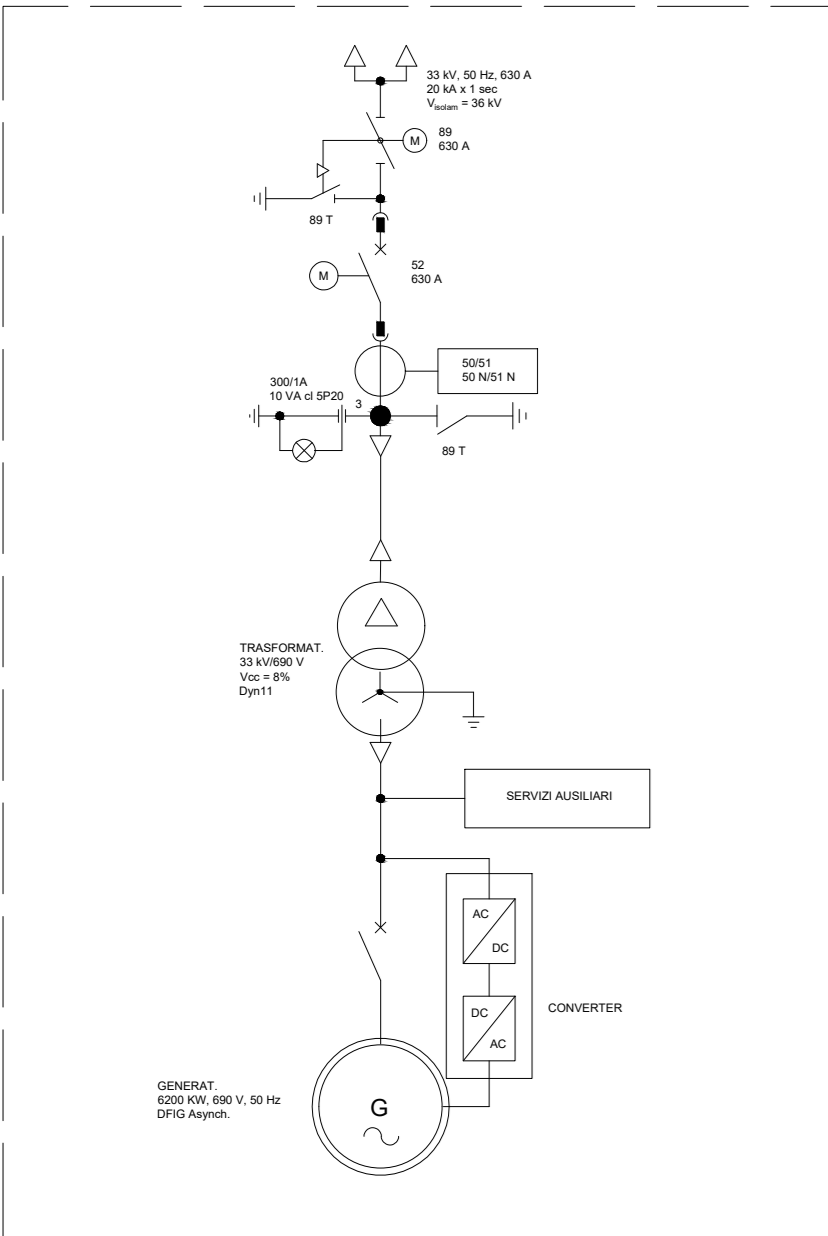 33 kV, 50 Hz, 630 A
20 kA x 1 sec
Visolam = 36 kV
M
89
630 A
89 T
52
630 A
M
50/51
50 N/51 N
300/1A
10 VA cl 5P20
3
89 T
TRASFORMAT.
33 kV/690 V
Vcc = 8%
Dyn11
SERVIZI AUSILIARI
AC
DC
CONVERTER
DC
AC
GENERAT.
6200 KW, 690 V, 50 Hz
DFIG Asynch.
G